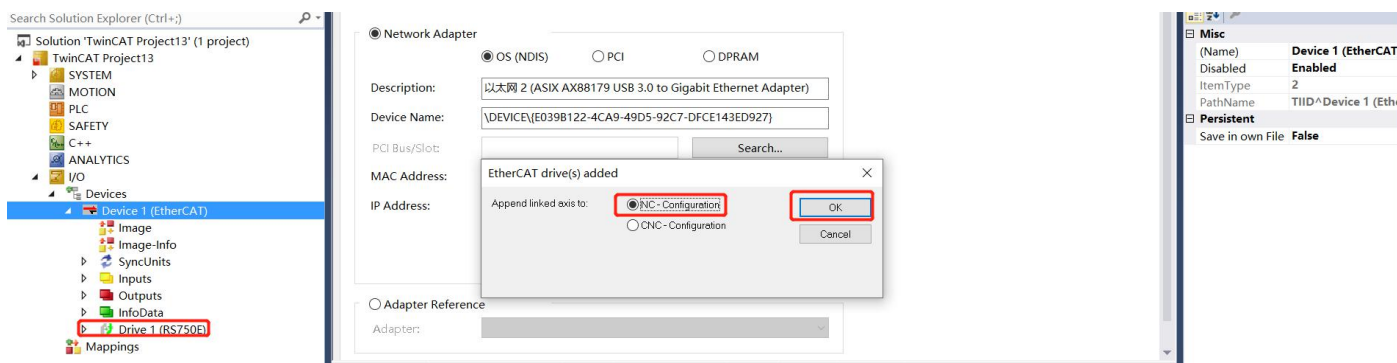 Search Solution Explorer (Ctrl+;)
Solution 'TwinCAT Project13' (1 project)
TwinCAT Project13
SYSTEM
MOTION
PLC
SAFETY
C++
ANALYTICS
I/O
Devices
Device 1 (EtherCAT)
Image
Image-Info
SyncUnits
Inputs
Outputs
InfoData
Drive 1 (RS750E)
Mappings
Network Adapter
OS (NDIS) PCI DPRAM
Description: 以太网 2 (ASIX AX88179 USB 3.0 to Gigabit Ethernet Adapter)
Device Name: \DEVICE\{E039B122-4CA9-49D5-92C7-DFCE143ED927}
PCI Bus/Slot: Search...
MAC Address:
IP Address:
EtherCAT drive(s) added
Append linked axis to: NC - Configuration OK
CNC - Configuration Cancel
Adapter Reference
Adapter:
Misc
(Name) Device 1 (EtherCAT
Disabled Enabled
ItemType 2
PathName TIID^Device 1 (Eth
Persistent
Save in own File False